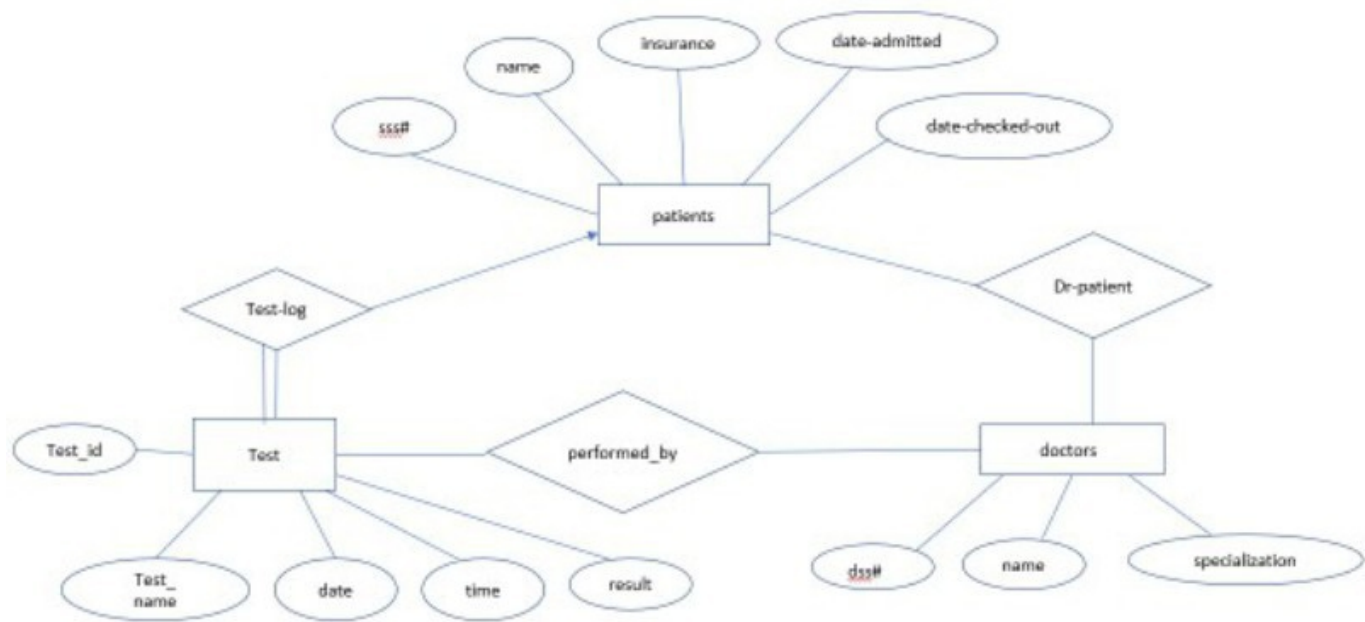 insurance
date-admitted
name
sss#
date-checked-out
patients
Dr-patient
Test-log
Test_id
Test
performed_by
doctors
Test_
name
date
time
result
dss#
name
specialization